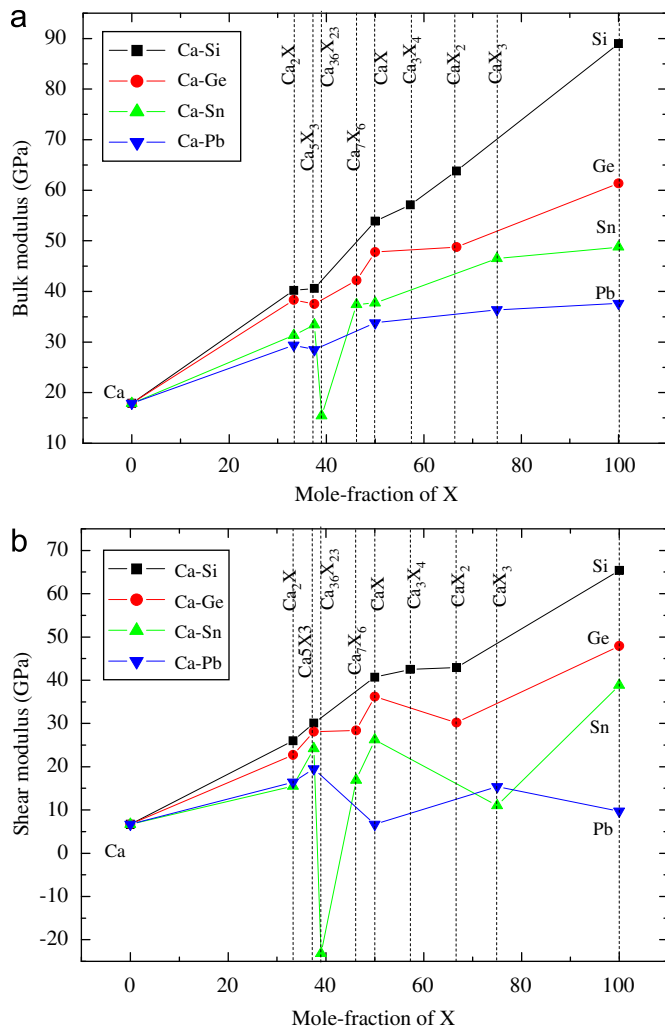 a
Bulk modulus (GPa)
90
80
70
60
50
40
30
20
10
Ca-Si
Ca-Ge
Ca-Sn
Ca-Pb
Ca₂X
Ca₅X₃
Ca₃₆X₂₃
Ca₇X₆
CaX
Ca₃X₄
CaX₂
CaX₃
Si
Ge
Sn
Pb
Ca
0 20 40 60 80 100
Mole-fraction of X
b
Shear modulus (GPa)
70
60
50
40
30
20
10
0
-10
-20
Ca-Si
Ca-Ge
Ca-Sn
Ca-Pb
Ca₂X
Ca5X3
Ca₃₆X₂₃
Ca₇X₆
CaX
Ca₃X₄
CaX₂
CaX₃
Si
Ge
Sn
Pb
Ca
0 20 40 60 80 100
Mole-fraction of X